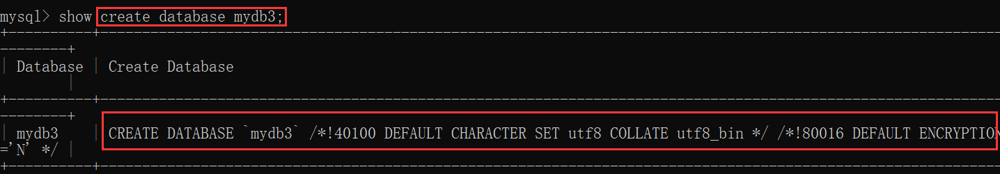 mysql> show create database mydb3;
+----------+---------------------------------------------------------------------------------------------------------
--------+
| Database | Create Database
|
+----------+---------------------------------------------------------------------------------------------------------
--------+
| mydb3 | CREATE DATABASE `mydb3` /*!40100 DEFAULT CHARACTER SET utf8 COLLATE utf8_bin */ /*!80016 DEFAULT ENCRYPTION
='N' */ |
+----------+---------------------------------------------------------------------------------------------------------